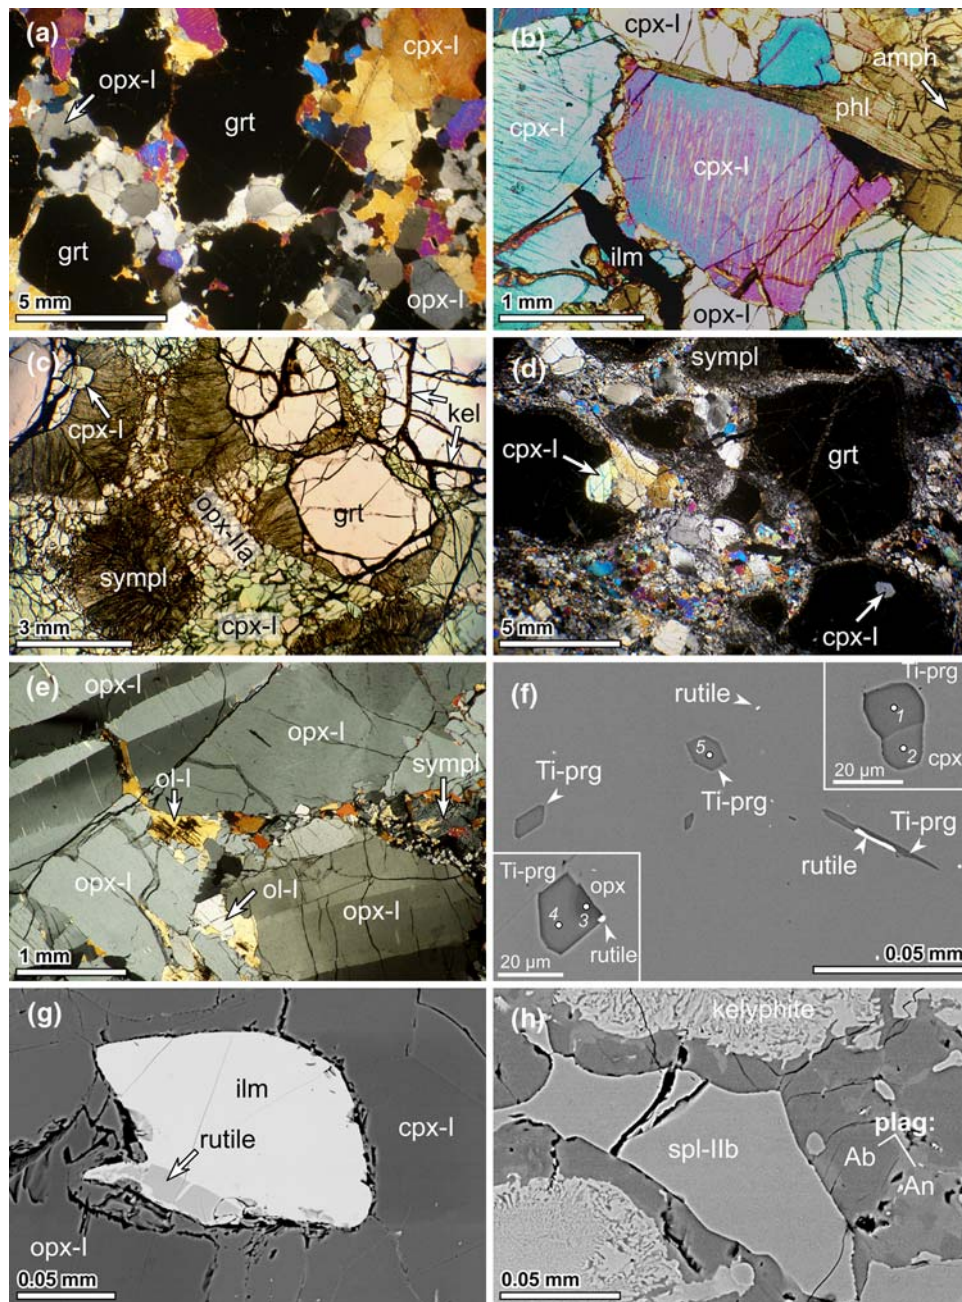 (a)
opx-I
cpx-I
grt
grt
opx-I
5 mm
(b)
cpx-I
amph
cpx-I
phl
cpx-I
ilm
opx-I
1 mm
(c)
cpx-I
kel
opx-IIa
grt
sympl
cpx-I
3 mm
(d)
sympl
cpx-I
grt
cpx-I
5 mm
(e)
opx-I
opx-I
ol-I
sympl
opx-I
ol-I
opx-I
1 mm
(f)
rutile
Ti-prg
1
2
cpx
20 µm
5
Ti-prg
Ti-prg
Ti-prg
rutile
Ti-prg
opx
4
3
rutile
20 µm
0.05 mm
(g)
ilm
cpx-I
rutile
opx-I
0.05 mm
(h)
kelyphite
plag:
spl-IIb
Ab
An
0.05 mm